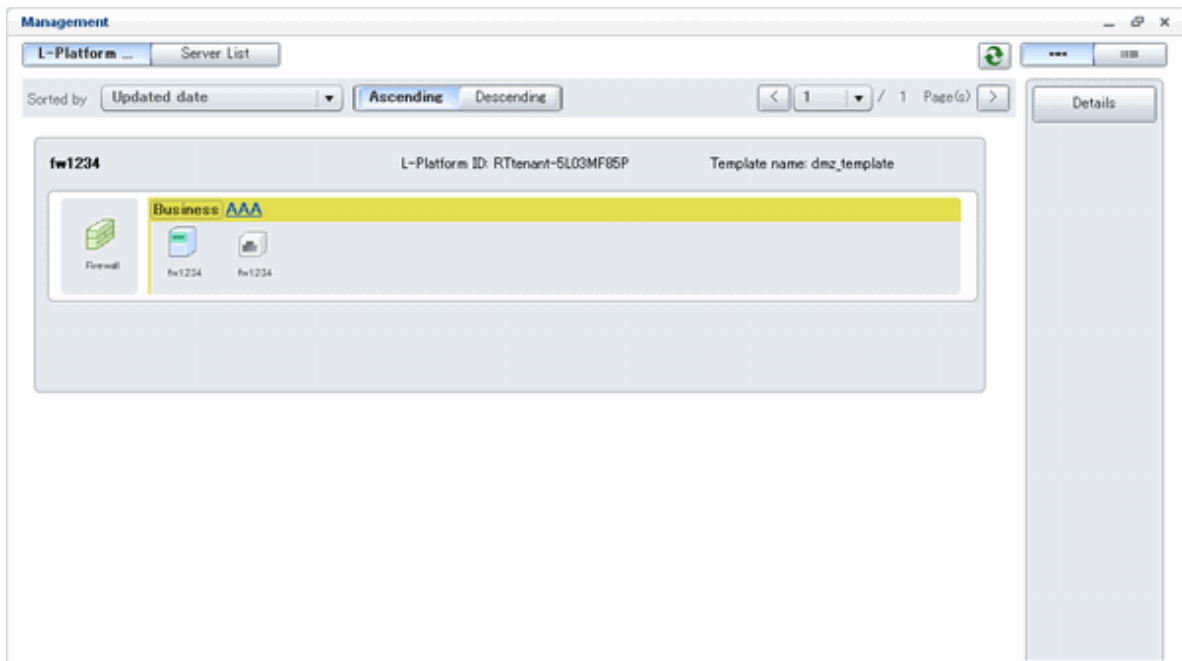 Management
L-Platform ... Server List
Sorted by Updated date Ascending Descending 1 / 1 Page(s)
Details
fw1234 L-Platform ID: RTtenant-5L03MF85P Template name: dmz_template
Business AAA
Firewall fw1234 fw1234